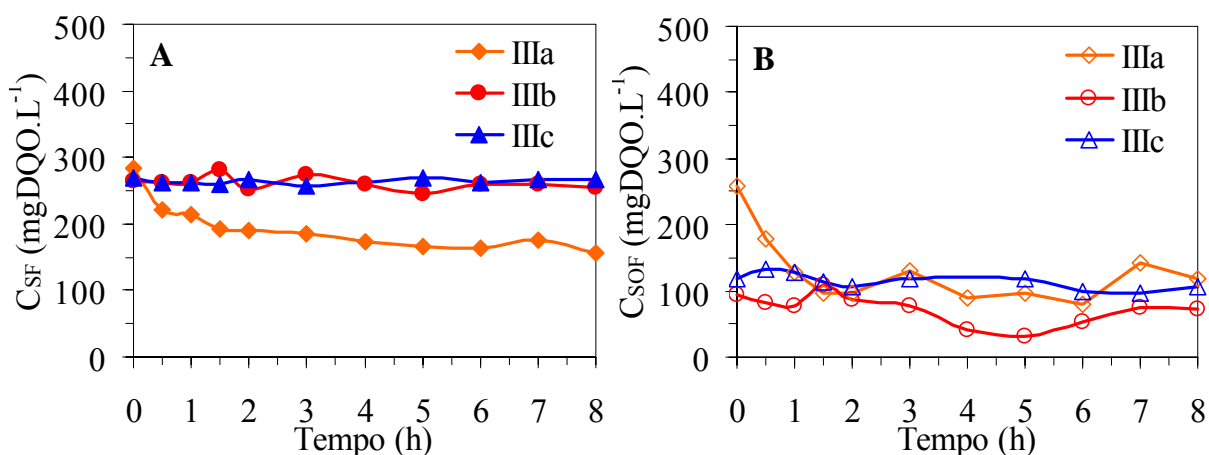 A
C_SF (mgDQO.L⁻¹)
500
400
300
200
100
0
IIIa
IIIb
IIIc
0 1 2 3 4 5 6 7 8
Tempo (h)
B
C_SOF (mgDQO.L⁻¹)
500
400
300
200
100
0
IIIa
IIIb
IIIc
0 1 2 3 4 5 6 7 8
Tempo (h)